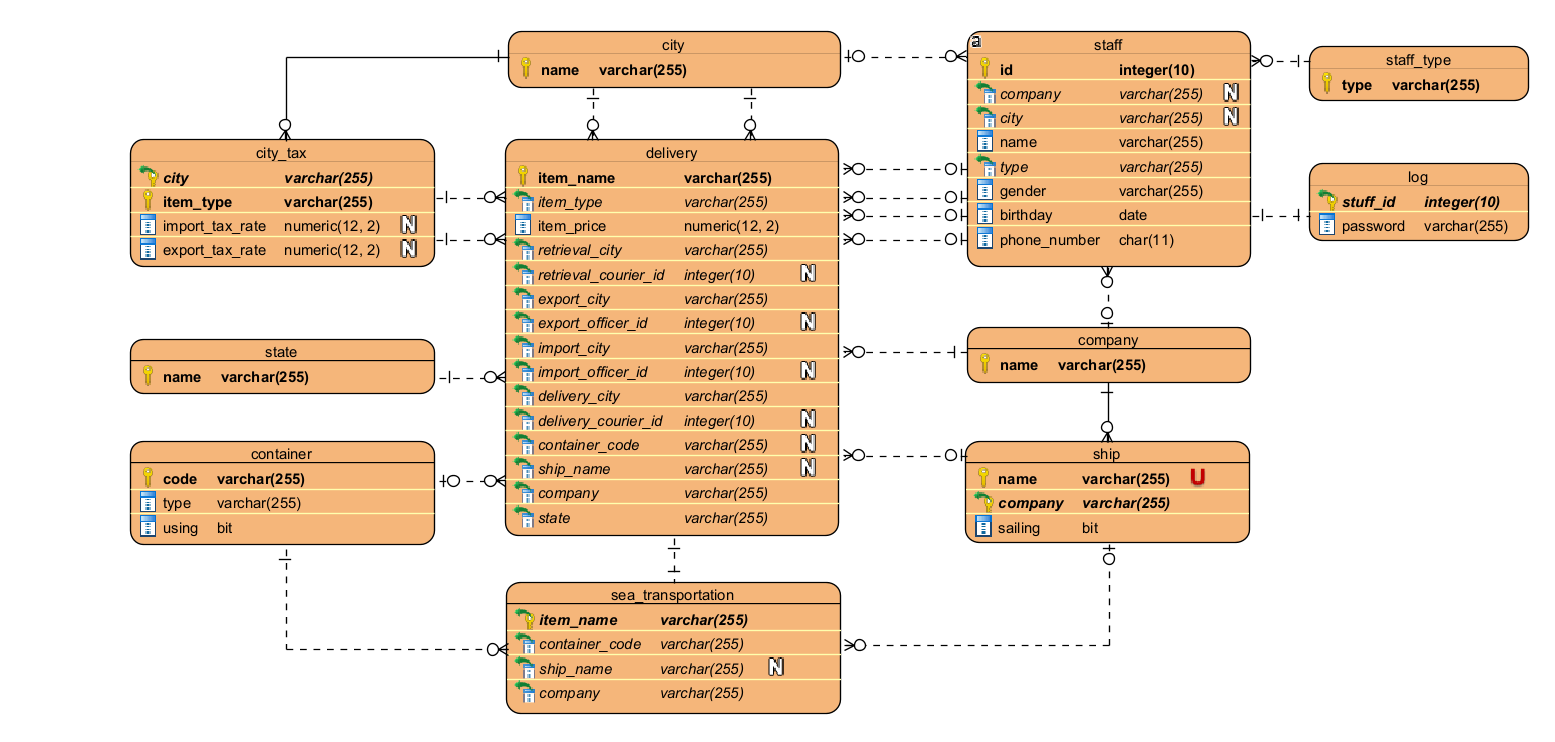 city
name varchar(255)
staff
a
id integer(10)
company varchar(255) N
city varchar(255) N
name varchar(255)
type varchar(255)
gender varchar(255)
birthday date
phone_number char(11)
staff_type
type varchar(255)
city_tax
city varchar(255)
item_type varchar(255)
import_tax_rate numeric(12, 2) N
export_tax_rate numeric(12, 2) N
delivery
item_name varchar(255)
item_type varchar(255)
item_price numeric(12, 2)
retrieval_city varchar(255)
retrieval_courier_id integer(10) N
export_city varchar(255)
export_officer_id integer(10) N
import_city varchar(255)
import_officer_id integer(10) N
delivery_city varchar(255)
delivery_courier_id integer(10) N
container_code varchar(255) N
ship_name varchar(255) N
company varchar(255)
state varchar(255)
log
stuff_id integer(10)
password varchar(255)
state
name varchar(255)
company
name varchar(255)
container
code varchar(255)
type varchar(255)
using bit
ship
name varchar(255) U
company varchar(255)
sailing bit
sea_transportation
item_name varchar(255)
container_code varchar(255)
ship_name varchar(255) N
company varchar(255)